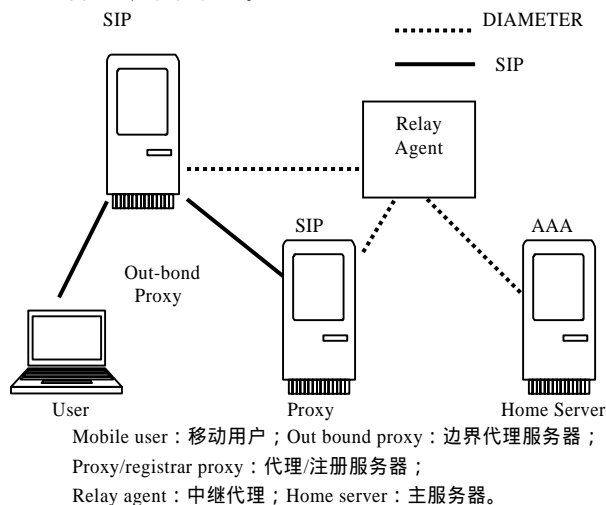 SIP
DIAMETER
SIP
Relay
Agent
SIP
AAA
Out-bond
Proxy
User
Proxy
Home Server
Mobile user：移动用户；Out bound proxy：边界代理服务器；
Proxy/registrar proxy：代理/注册服务器；
Relay agent：中继代理；Home server：主服务器。